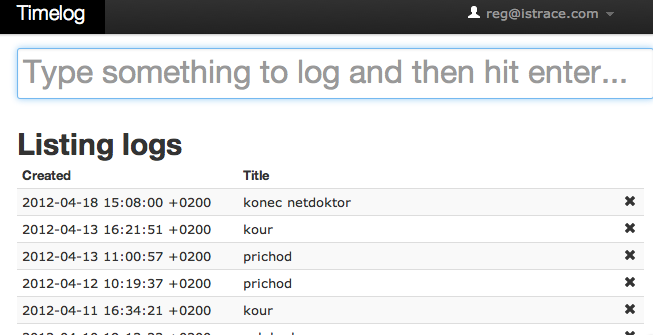 Timelog reg@istrace.com
Type something to log and then hit enter...
Listing logs
Created Title
2012-04-18 15:08:00 +0200 konec netdoktor
2012-04-13 16:21:51 +0200 kour
2012-04-13 11:00:57 +0200 prichod
2012-04-12 10:19:37 +0200 prichod
2012-04-11 16:34:21 +0200 kour